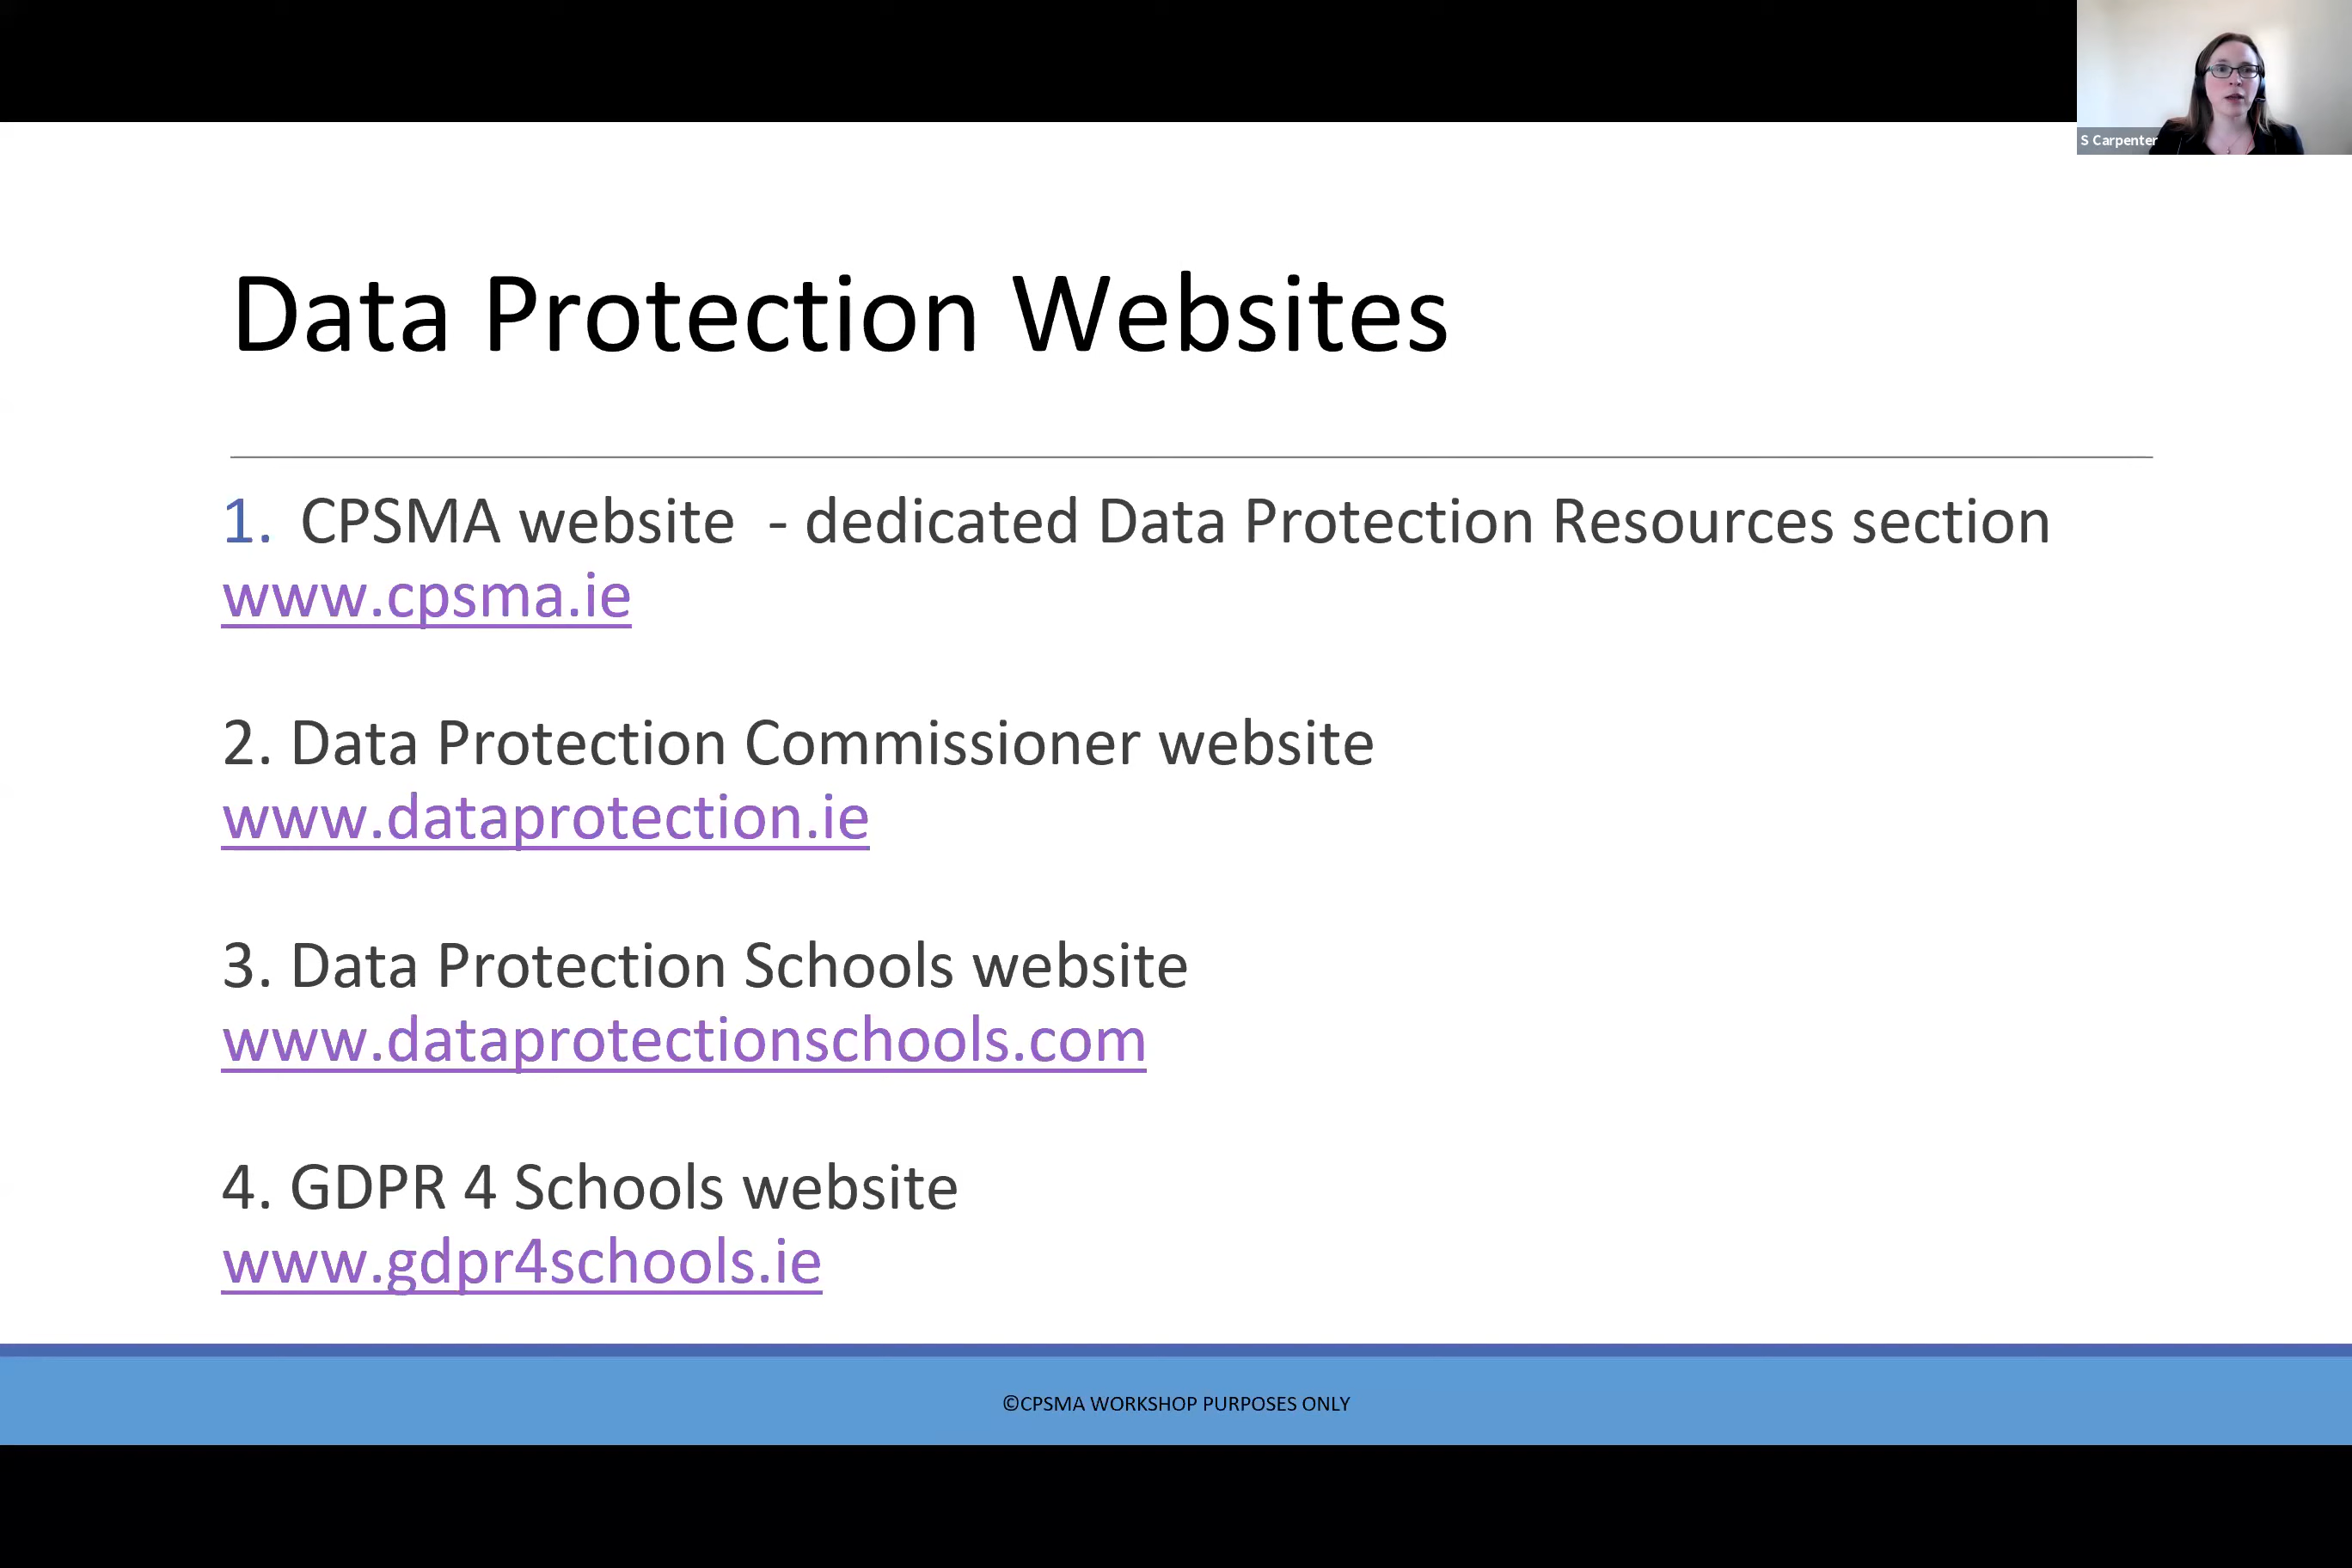 S Carpenter
Data Protection Websites
1. CPSMA website - dedicated Data Protection Resources section
www.cpsma.ie
2. Data Protection Commissioner website
www.dataprotection.ie
3. Data Protection Schools website
www.dataprotectionschools.com
4. GDPR 4 Schools website
www.gdpr4schools.ie
©CPSMA WORKSHOP PURPOSES ONLY